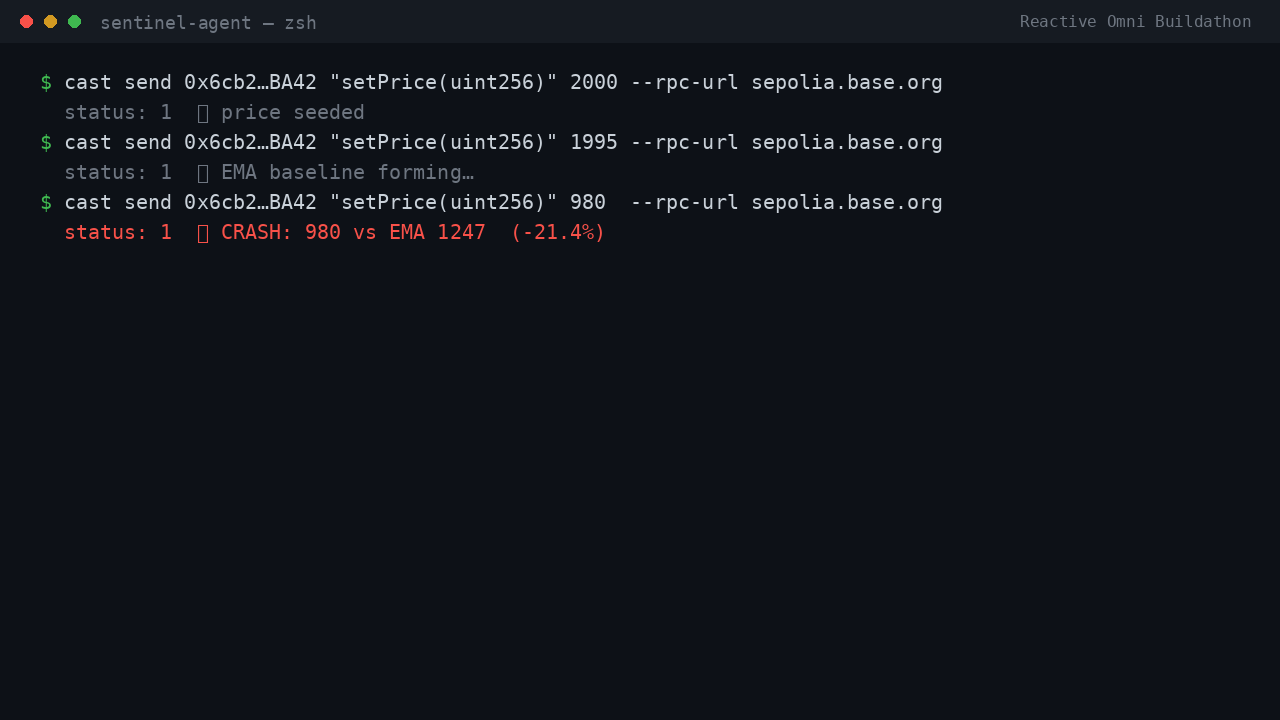 sentinel-agent — zsh
Reactive Omni Buildathon
$ cast send 0x6cb2…BA42 "setPrice(uint256)" 2000 --rpc-url sepolia.base.org
status: 1  ▯ price seeded
$ cast send 0x6cb2…BA42 "setPrice(uint256)" 1995 --rpc-url sepolia.base.org
status: 1  ▯ EMA baseline forming…
$ cast send 0x6cb2…BA42 "setPrice(uint256)" 980  --rpc-url sepolia.base.org
status: 1  ▯ CRASH: 980 vs EMA 1247  (-21.4%)